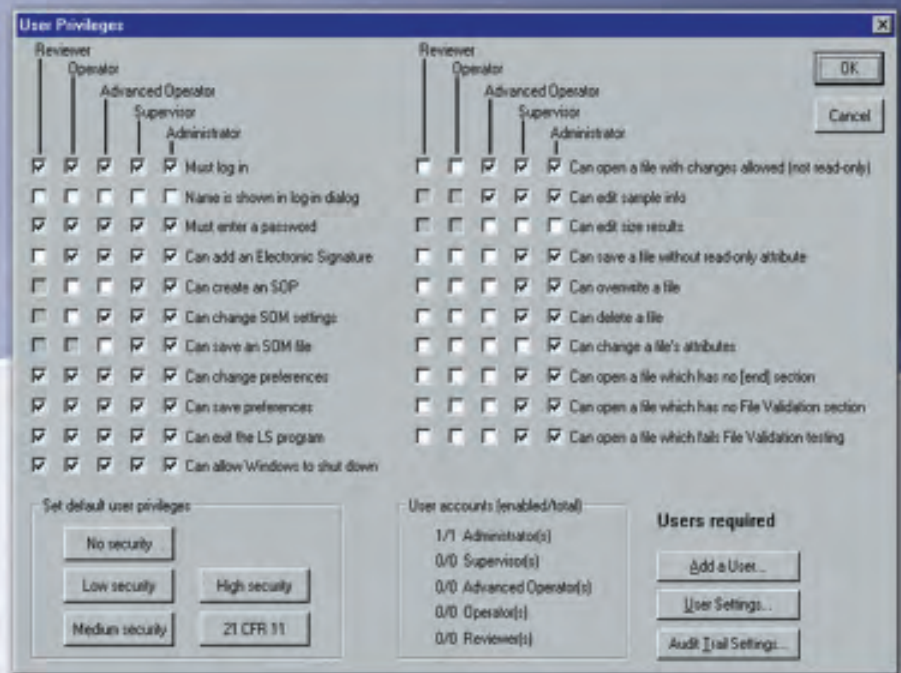 User Privileges
Reviewer
Operator
Advanced Operator
Supervisor
Administrator
Must log in
Name is shown in log-in dialog
Must enter a password
Can add an Electronic Signature
Can create an SOP
Can change SOM settings
Can save an SOM file
Can change preferences
Can save preferences
Can exit the LS program
Can allow Windows to shut down
Reviewer
Operator
Advanced Operator
Supervisor
Administrator
Can open a file with changes allowed (not read-only)
Can edit sample info
Can edit size results
Can save a file without read-only attribute
Can overwrite a file
Can delete a file
Can change a file's attributes
Can open a file which has no [end] section
Can open a file which has no File Validation section
Can open a file which fails File Validation testing
OK
Cancel
Set default user privileges
No security
Low security
High security
Medium security
21 CFR 11
User accounts (enabled/total)
1/1 Administrator(s)
0/0 Supervisor(s)
0/0 Advanced Operator(s)
0/0 Operator(s)
0/0 Reviewer(s)
Users required
Add a User...
User Settings...
Audit Trail Settings...